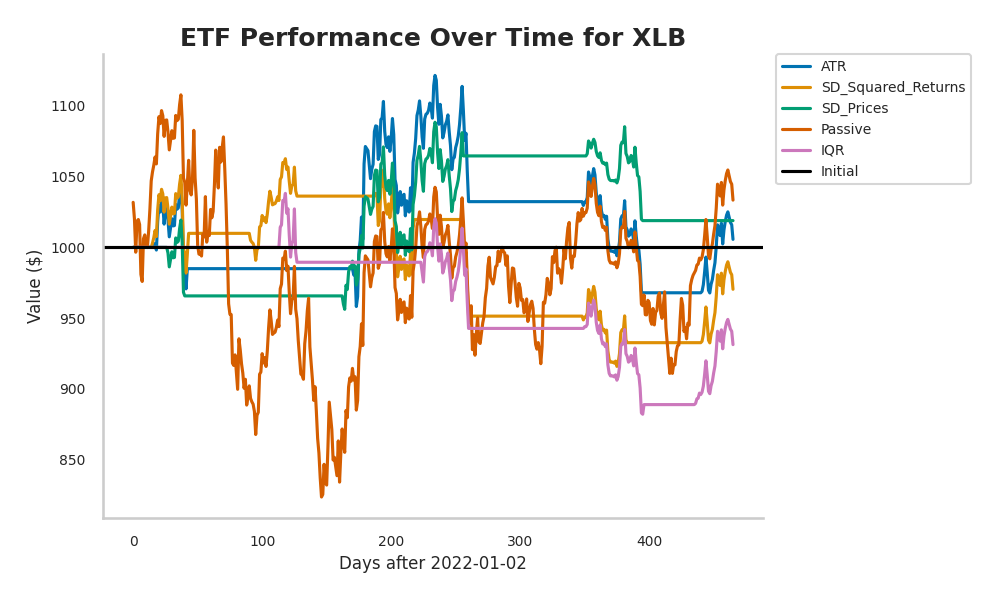 ETF Performance Over Time for XLB
ATR
SD_Squared_Returns
SD_Prices
Passive
IQR
Initial
1100
1050
1000
950
900
850
Value ($)
0 100 200 300 400
Days after 2022-01-02